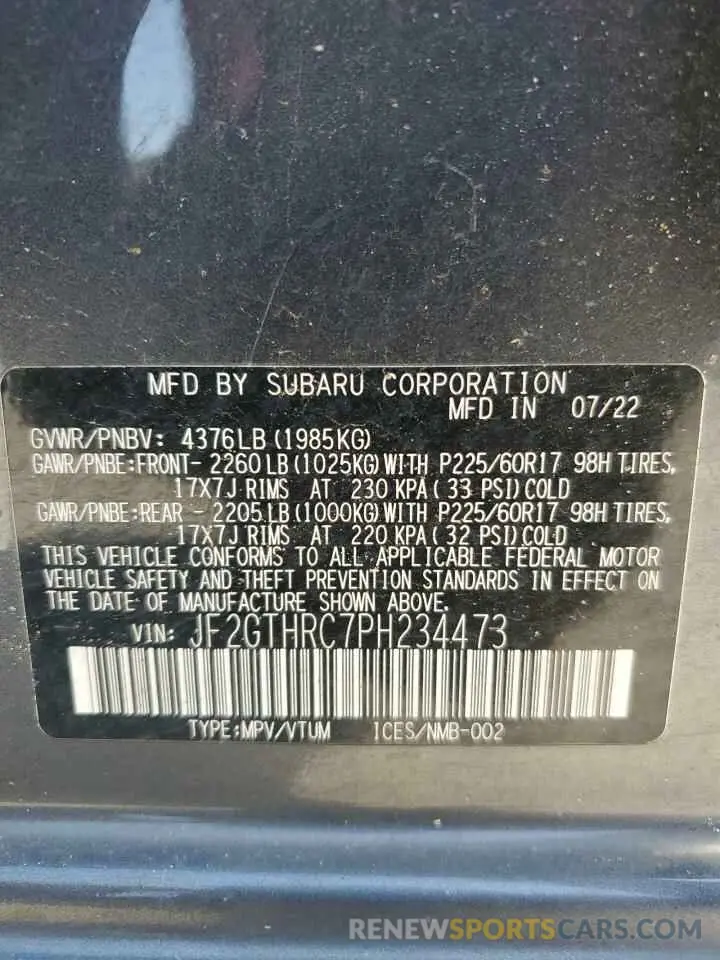 MFD BY SUBARU CORPORATION
MFD IN 07/22
GVWR/PNBV: 4376LB(1985KG)
GAWR/PNBE:FRONT- 2260LB(1025KG)WITH P225/60R17 98H TIRES,
17X7J RIMS AT 230 KPA( 33 PSI)COLD
GAWR/PNBE:REAR - 2205LB(1000KG)WITH P225/60R17 98H TIRES,
17X7J RIMS AT 220 KPA( 32 PSI)COLD
THIS VEHICLE CONFORMS TO ALL APPLICABLE FEDERAL MOTOR
VEHICLE SAFETY AND THEFT PREVENTION STANDARDS IN EFFECT ON
THE DATE OF MANUFACTURE SHOWN ABOVE.
VIN: JF2GTHRC7PH234473
TYPE:MPV/VTUM ICES/NMB-002
RENEWSPORTSCARS.COM